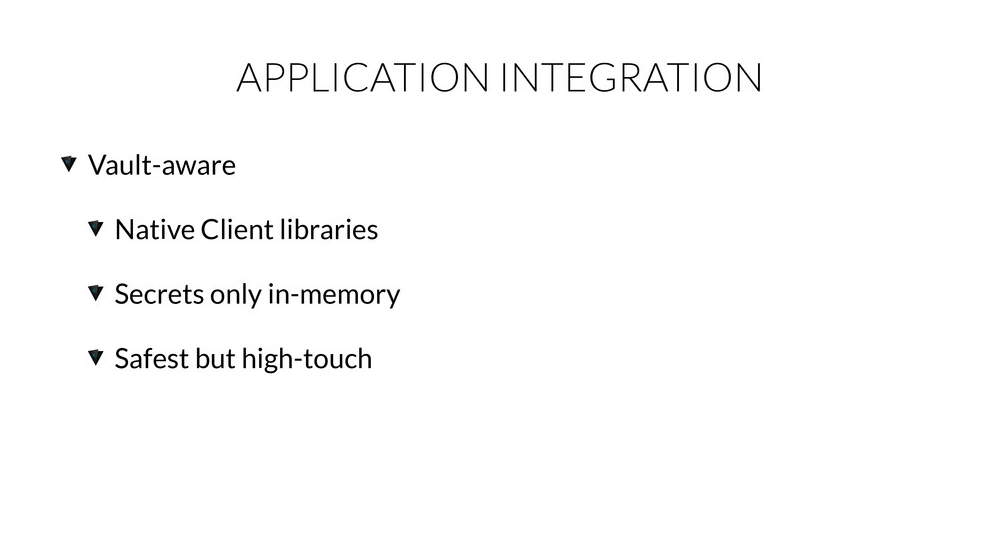 APPLICATION INTEGRATION
Vault-aware
Native Client libraries
Secrets only in-memory
Safest but high-touch